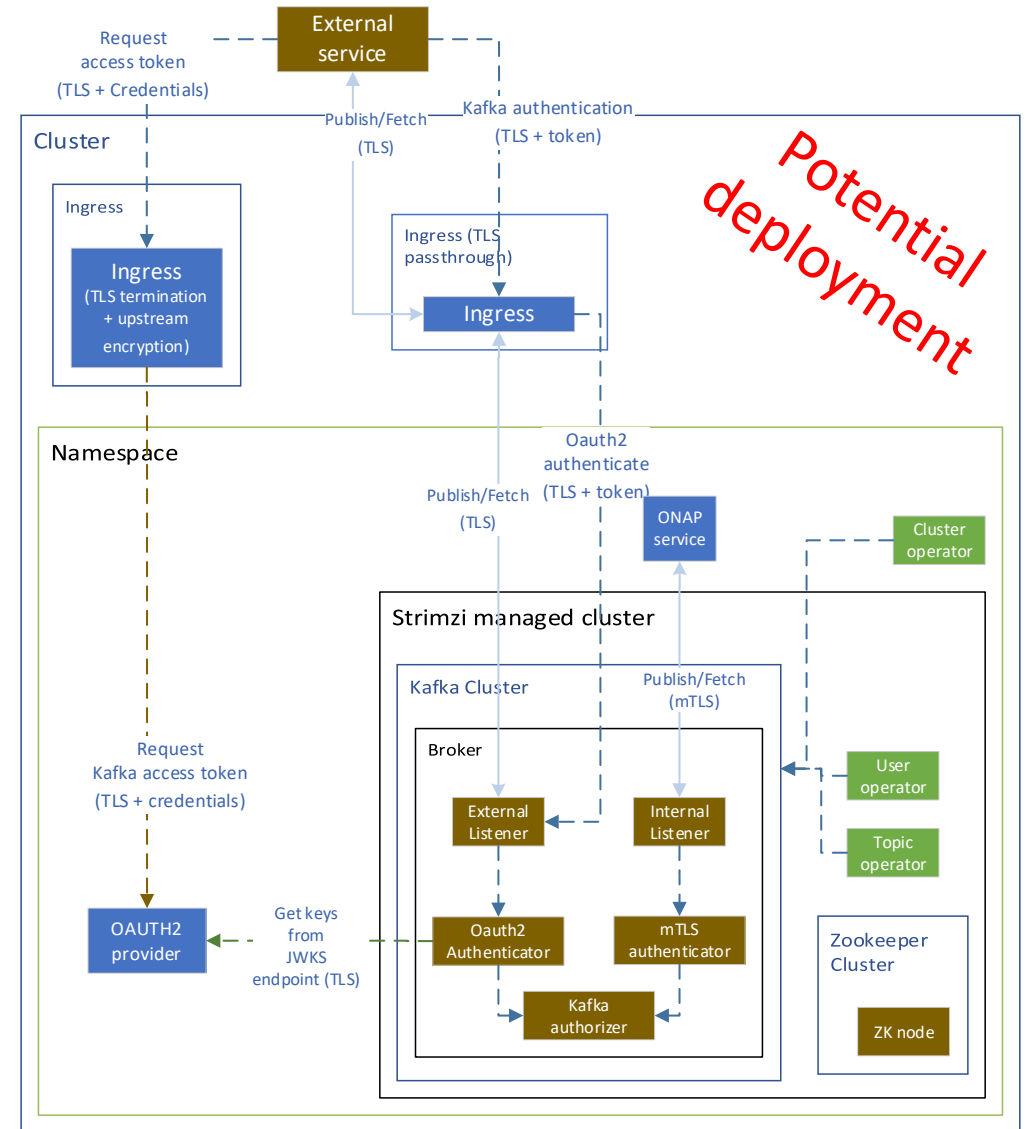 External
service
Request
access token
(TLS + Credentials)
Publish/Fetch
(TLS)
Kafka authentication
(TLS + token)
Cluster
Potential
deployment
Ingress
Ingress
(TLS termination
+ upstream
encryption)
Ingress (TLS
passthrough)
Ingress
Namespace
Oauth2
authenticate
(TLS + token)
Publish/Fetch
(TLS)
ONAP
service
Cluster
operator
Strimzi managed cluster
Kafka Cluster
Publish/Fetch
(mTLS)
Broker
Request
Kafka access token
(TLS + credentials)
User
operator
External
Listener
Internal
Listener
Topic
operator
OAUTH2
provider
Get keys
from
JWKS
endpoint (TLS)
Oauth2
Authenticator
mTLS
authenticator
Zookeeper
Cluster
Kafka
authorizer
ZK node